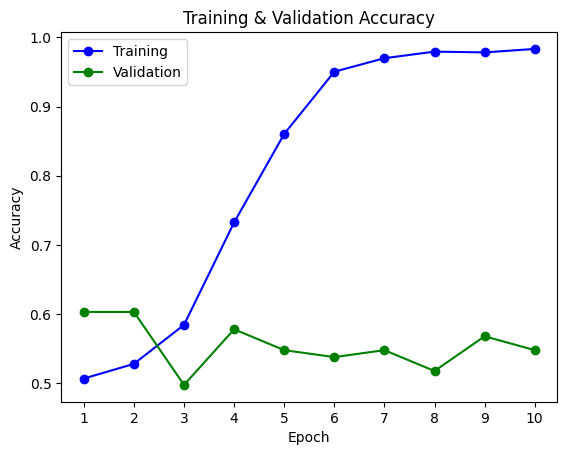 Training & Validation Accuracy
Training
Validation
1.0
0.9
0.8
0.7
0.6
0.5
Accuracy
1 2 3 4 5 6 7 8 9 10
Epoch